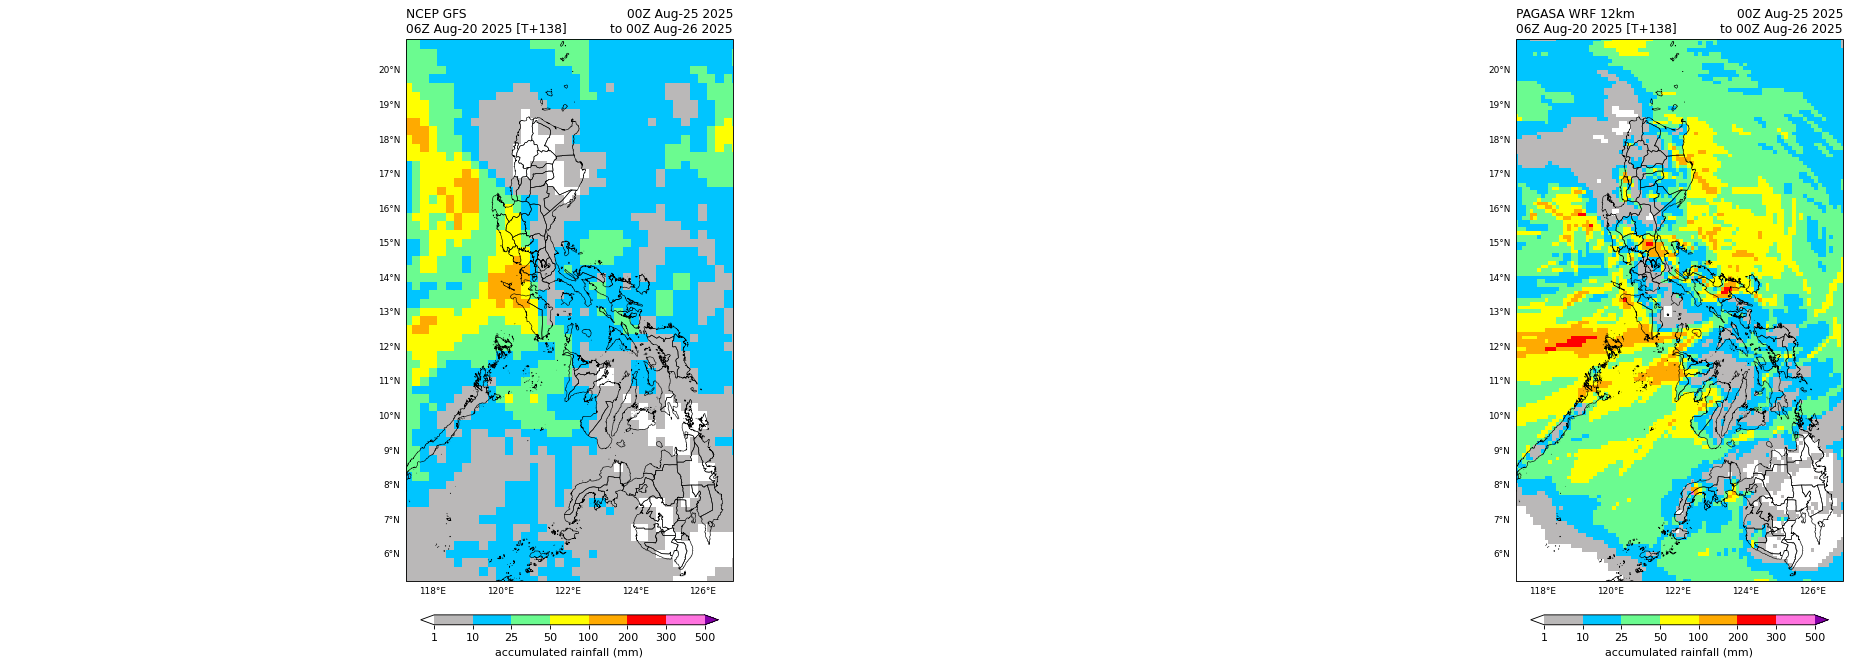 NCEP GFS 00Z Aug-25 2025
06Z Aug-20 2025 [T+138] to 00Z Aug-26 2025
20°N
19°N
18°N
17°N
16°N
15°N
14°N
13°N
12°N
11°N
10°N
9°N
8°N
7°N
6°N
118°E 120°E 122°E 124°E 126°E
1 10 25 50 100 200 300 500
accumulated rainfall (mm)
PAGASA WRF 12km 00Z Aug-25 2025
06Z Aug-20 2025 [T+138] to 00Z Aug-26 2025
20°N
19°N
18°N
17°N
16°N
15°N
14°N
13°N
12°N
11°N
10°N
9°N
8°N
7°N
6°N
118°E 120°E 122°E 124°E 126°E
1 10 25 50 100 200 300 500
accumulated rainfall (mm)